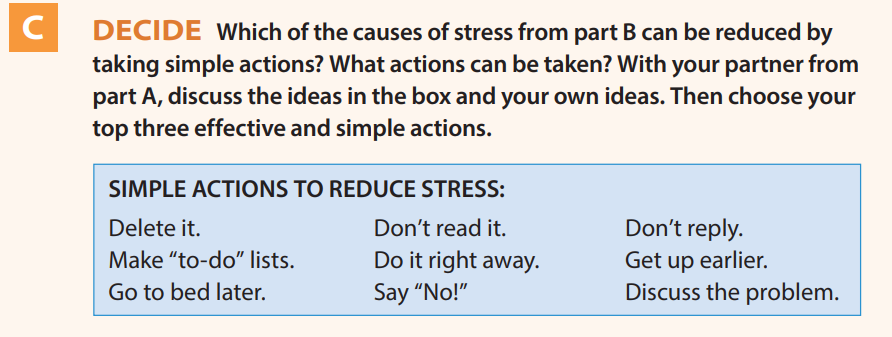 C
DECIDE Which of the causes of stress from part B can be reduced by
taking simple actions? What actions can be taken? With your partner from
part A, discuss the ideas in the box and your own ideas. Then choose your
top three effective and simple actions.
SIMPLE ACTIONS TO REDUCE STRESS:
Delete it. Don’t read it. Don’t reply.
Make “to-do” lists. Do it right away. Get up earlier.
Go to bed later. Say “No!” Discuss the problem.